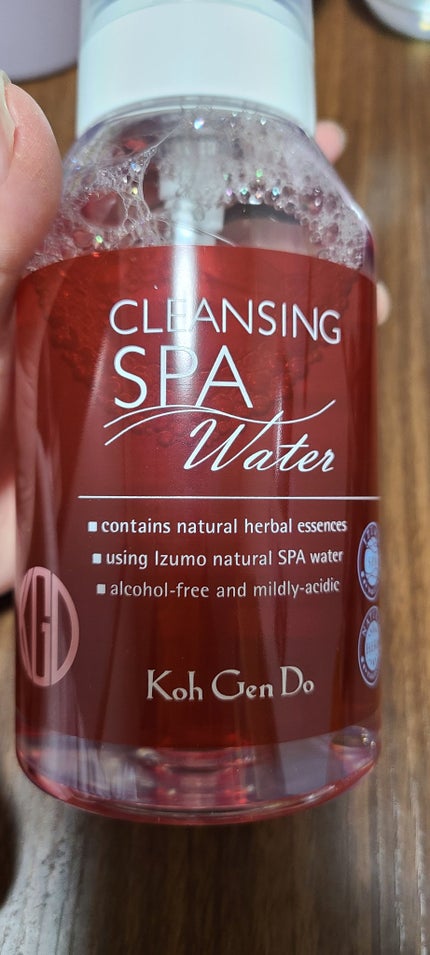 CLEANSING
SPA
Water
contains natural herbal essences
using Izumo natural SPA water
alcohol-free and mildly-acidic
KGD
Koh Gen Do